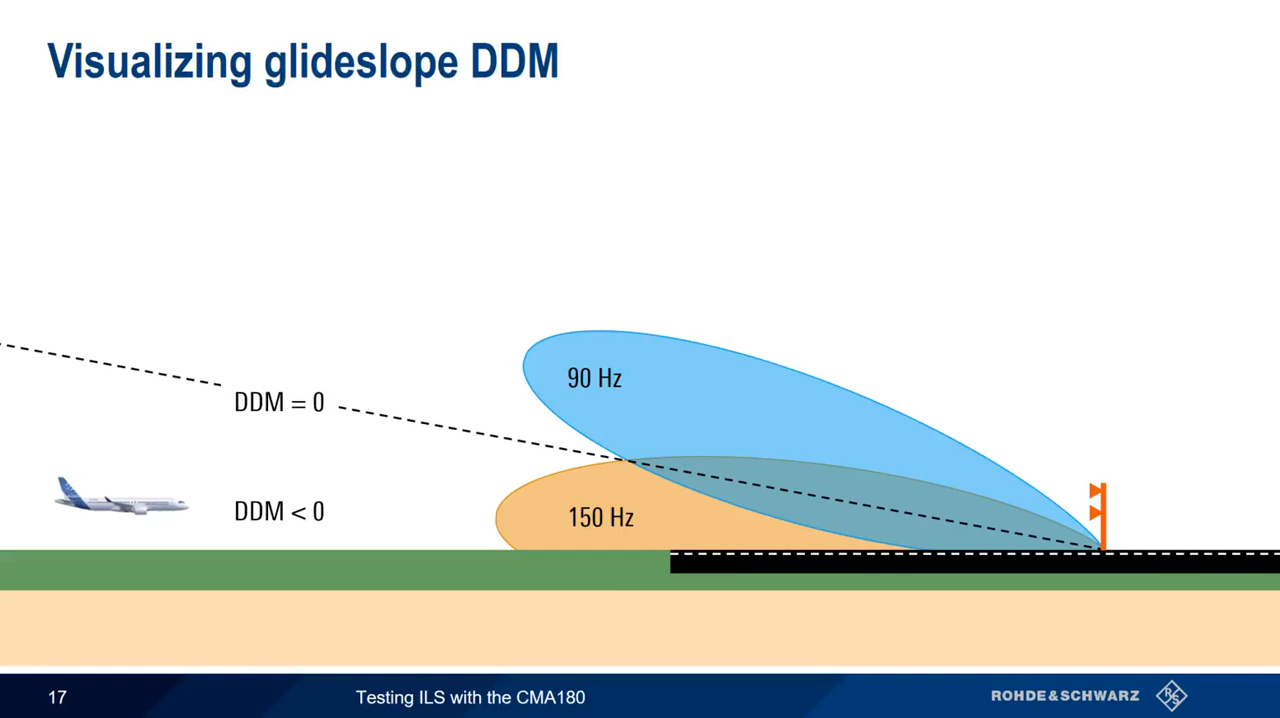 Visualizing glideslope DDM
90 Hz
DDM = 0
DDM < 0
150 Hz
17
Testing ILS with the CMA180
ROHDE&SCHWARZ
R/S